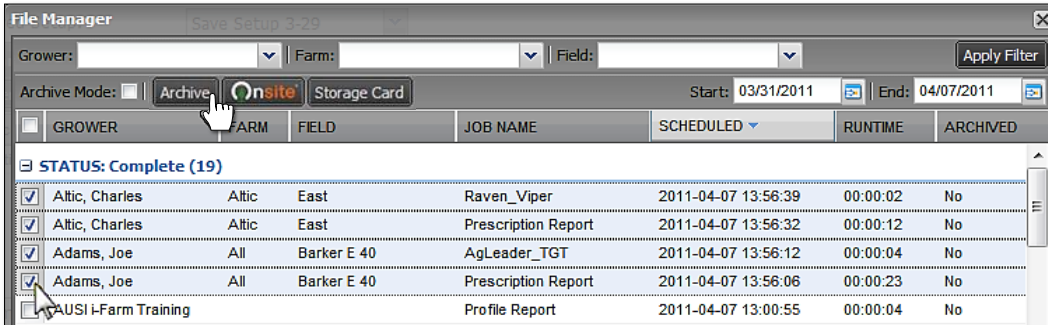 File Manager Save Setup 3-29
Grower: Farm: Field: Apply Filter
Archive Mode: Archive Onsite Storage Card Start: 03/31/2011 End: 04/07/2011
GROWER FARM FIELD JOB NAME SCHEDULED RUNTIME ARCHIVED
STATUS: Complete (19)
Altic, Charles Altic East Raven_Viper 2011-04-07 13:56:39 00:00:02 No
Altic, Charles Altic East Prescription Report 2011-04-07 13:56:32 00:00:12 No
Adams, Joe All Barker E 40 AgLeader_TGT 2011-04-07 13:56:12 00:00:04 No
Adams, Joe All Barker E 40 Prescription Report 2011-04-07 13:56:06 00:00:23 No
AUSI i-Farm Training Profile Report 2011-04-07 13:00:55 00:00:04 No